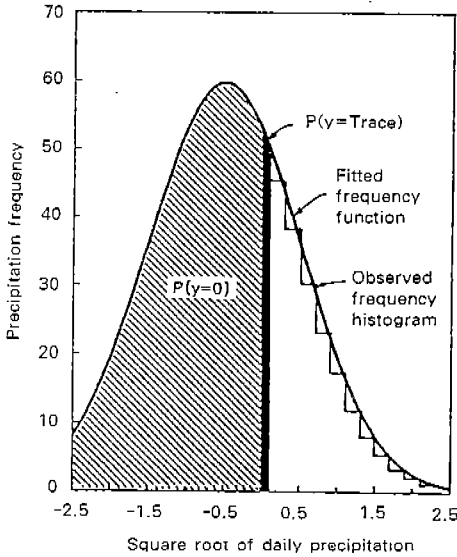 Precipitation frequency
70
60
50
40
30
20
10
0
P(y=Trace)
Fitted
frequency
function
Observed
frequency
histogram
P(y=0)
-2.5
-1.5
-0.5
0.5
1.5
2.5
Square root of daily precipitation